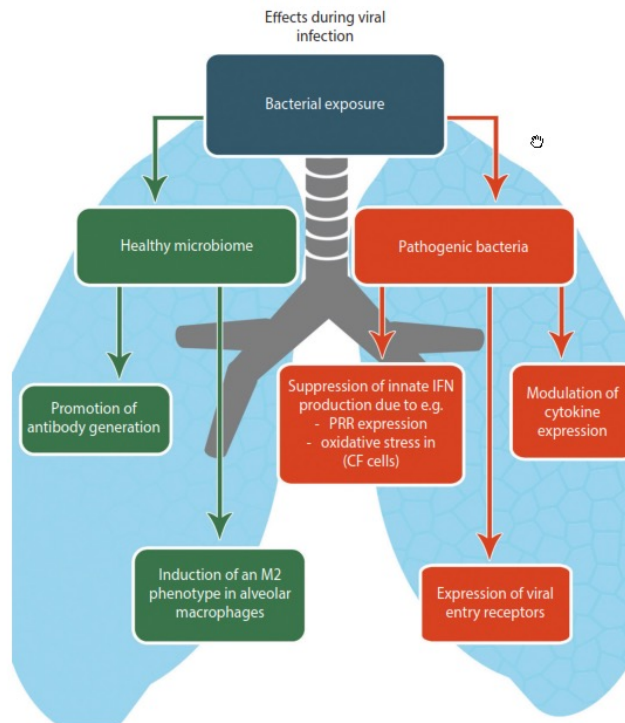 Effects during viral
infection
Bacterial exposure
Healthy microbiome
Pathogenic bacteria
Promotion of
antibody generation
Suppression of innate IFN
production due to e.g.
- PRR expression
- oxidative stress in
(CF cells)
Modulation of
cytokine
expression
Induction of an M2
phenotype in alveolar
macrophages
Expression of viral
entry receptors